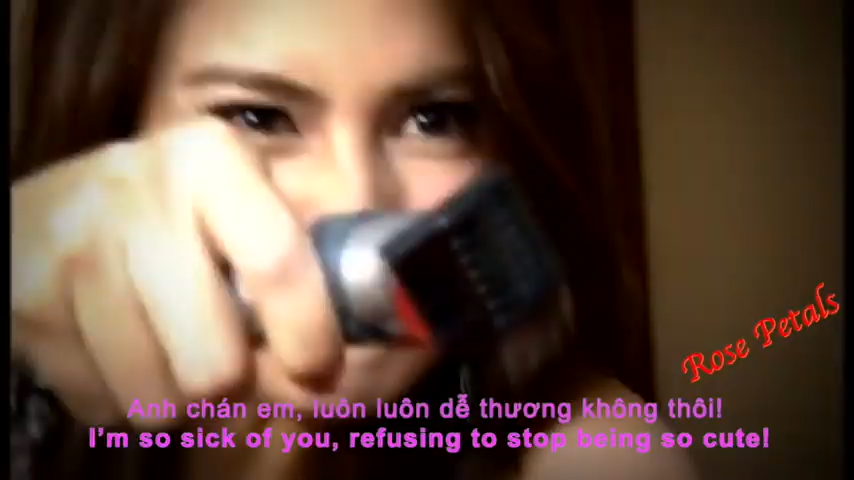 Rose Petals
Anh chán em, luôn luôn dễ thương không thôi!
I'm so sick of you, refusing to stop being so cute!